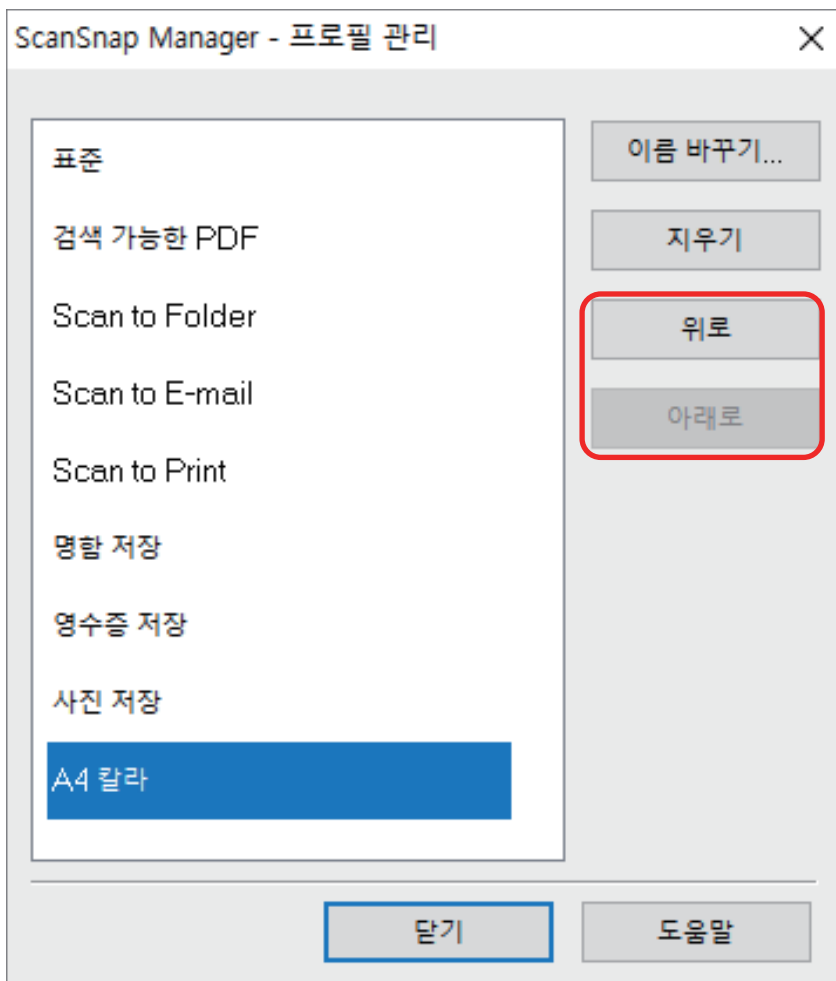 ScanSnap Manager - 프로필 관리
표준
검색 가능한 PDF
Scan to Folder
Scan to E-mail
Scan to Print
명함 저장
영수증 저장
사진 저장
A4 칼라
이름 바꾸기...
지우기
위로
아래로
닫기
도움말